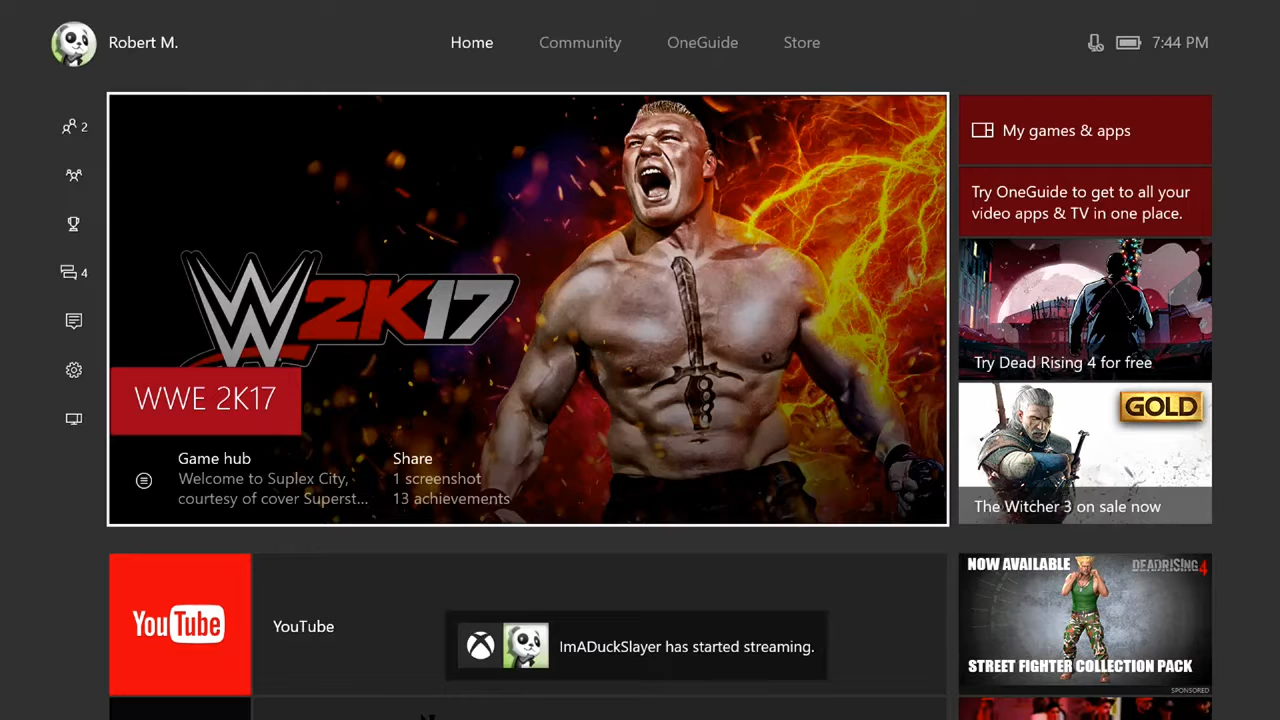 Robert M.
Home
Community
OneGuide
Store
7:44 PM
2
4
W 2K17
WWE 2K17
Game hub
Welcome to Suplex City,
courtesy of cover Superst...
Share
1 screenshot
13 achievements
My games & apps
Try OneGuide to get to all your
video apps & TV in one place.
Try Dead Rising 4 for free
GOLD
The Witcher 3 on sale now
YouTube
YouTube
ImADuckSlayer has started streaming.
NOW AVAILABLE
DEADRISING 4
STREET FIGHTER COLLECTION PACK
SPONSORED